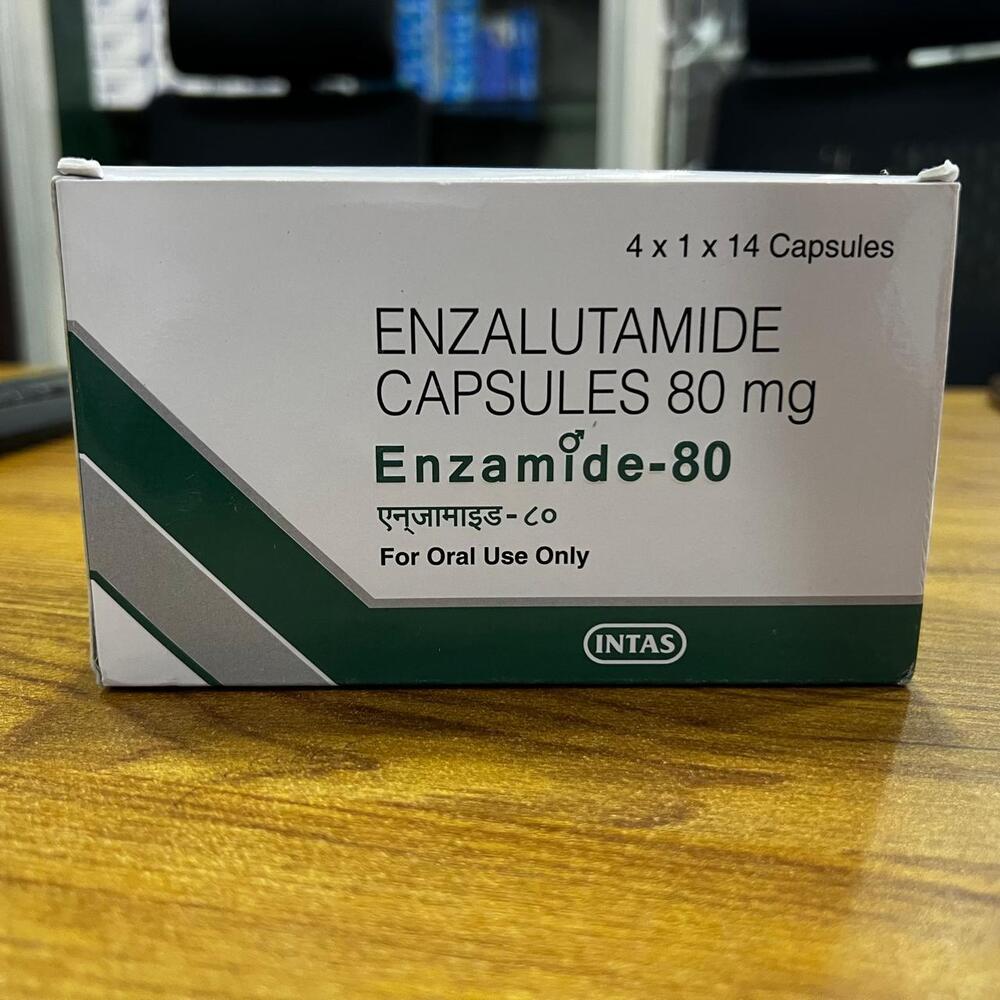 4 x 1 x 14 Capsules
ENZALUTAMIDE
CAPSULES 80 mg
Enzamide-80
एन्‌जामाइड-८०
For Oral Use Only
INTAS